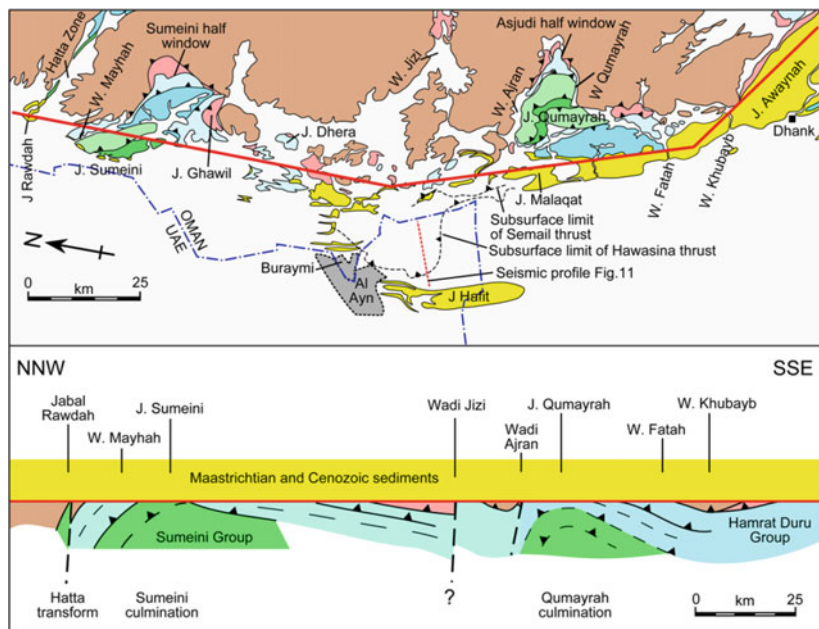 Hatta Zone
W. Mayhah
Sumeini half
window
W. Jizi
Asjudi half window
W. Ajran
W Qumayrah
J. Qumayrah
J. Awaynah
Dhank
J Rawdah
J. Sumeini
J. Ghawil
J. Dhera
J. Malaqat
W. Fatah
W. Khubayb
Subsurface limit
of Semail thrust
Subsurface limit of Hawasina thrust
Seismic profile Fig.11
OMAN
UAE
N
Buraymi
Al
Ayn
J Hafit
0 25
km
NNW
SSE
Jabal
Rawdah
W. Mayhah
J. Sumeini
Wadi Jizi
Wadi
Ajran
J. Qumayrah
W. Fatah
W. Khubayb
Maastrichtian and Cenozoic sediments
Sumeini Group
Hamrat Duru
Group
Hatta
transform
Sumeini
culmination
?
Qumayrah
culmination
0 25
km